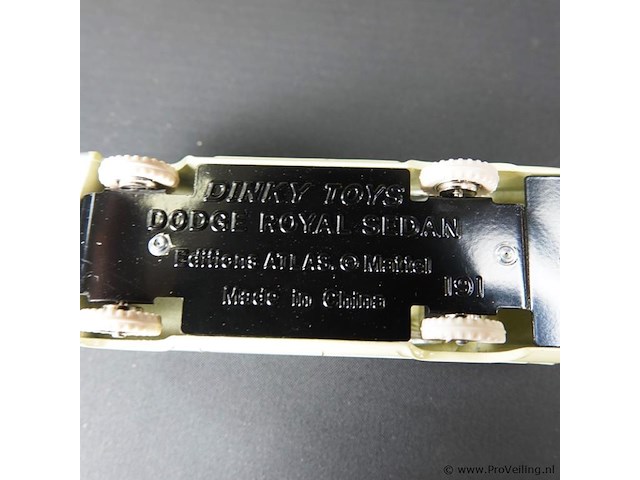 DINKY TOYS
DODGE ROYAL SEDAN
Editions ATLAS. © Mattel
191
Made in China
© www.ProVeiling.nl